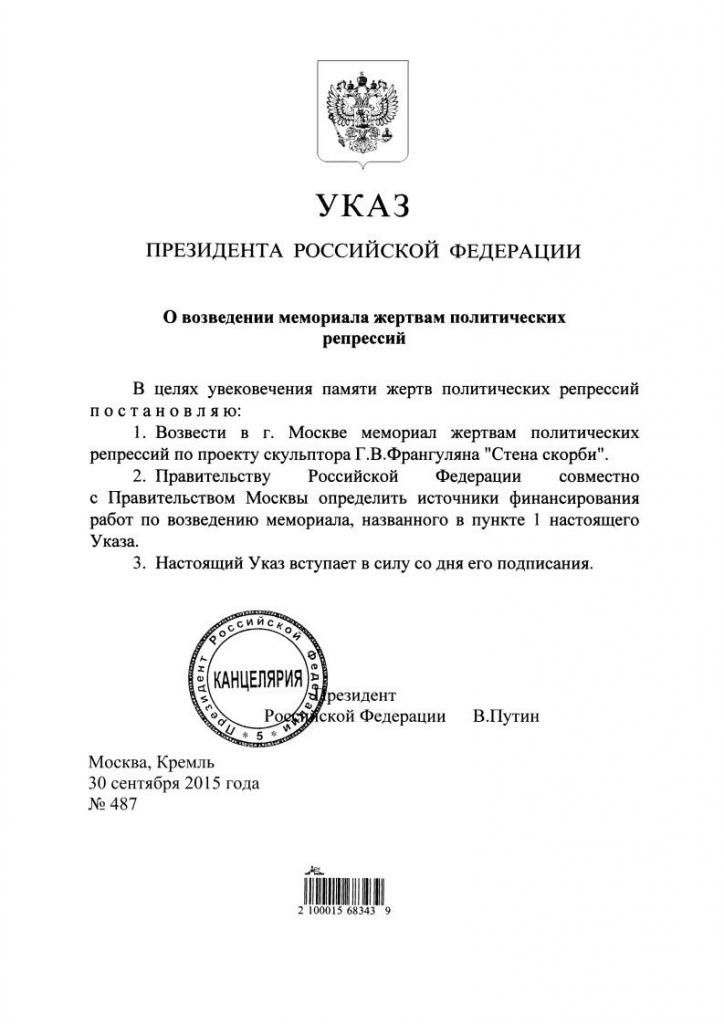 УКАЗ
ПРЕЗИДЕНТА РОССИЙСКОЙ ФЕДЕРАЦИИ
О возведении мемориала жертвам политических
репрессий
В целях увековечения памяти жертв политических репрессий
п о с т а н о в л я ю:
1. Возвести в г. Москве мемориал жертвам политических
репрессий по проекту скульптора Г.В.Франгуляна "Стена скорби".
2. Правительству Российской Федерации совместно
с Правительством Москвы определить источники финансирования
работ по возведению мемориала, названного в пункте 1 настоящего
Указа.
3. Настоящий Указ вступает в силу со дня его подписания.
Президент Российской Федерации
КАНЦЕЛЯРИЯ
* 5 *
Президент
Российской Федерации В.Путин
Москва, Кремль
30 сентября 2015 года
№ 487
2 100015 68343 9